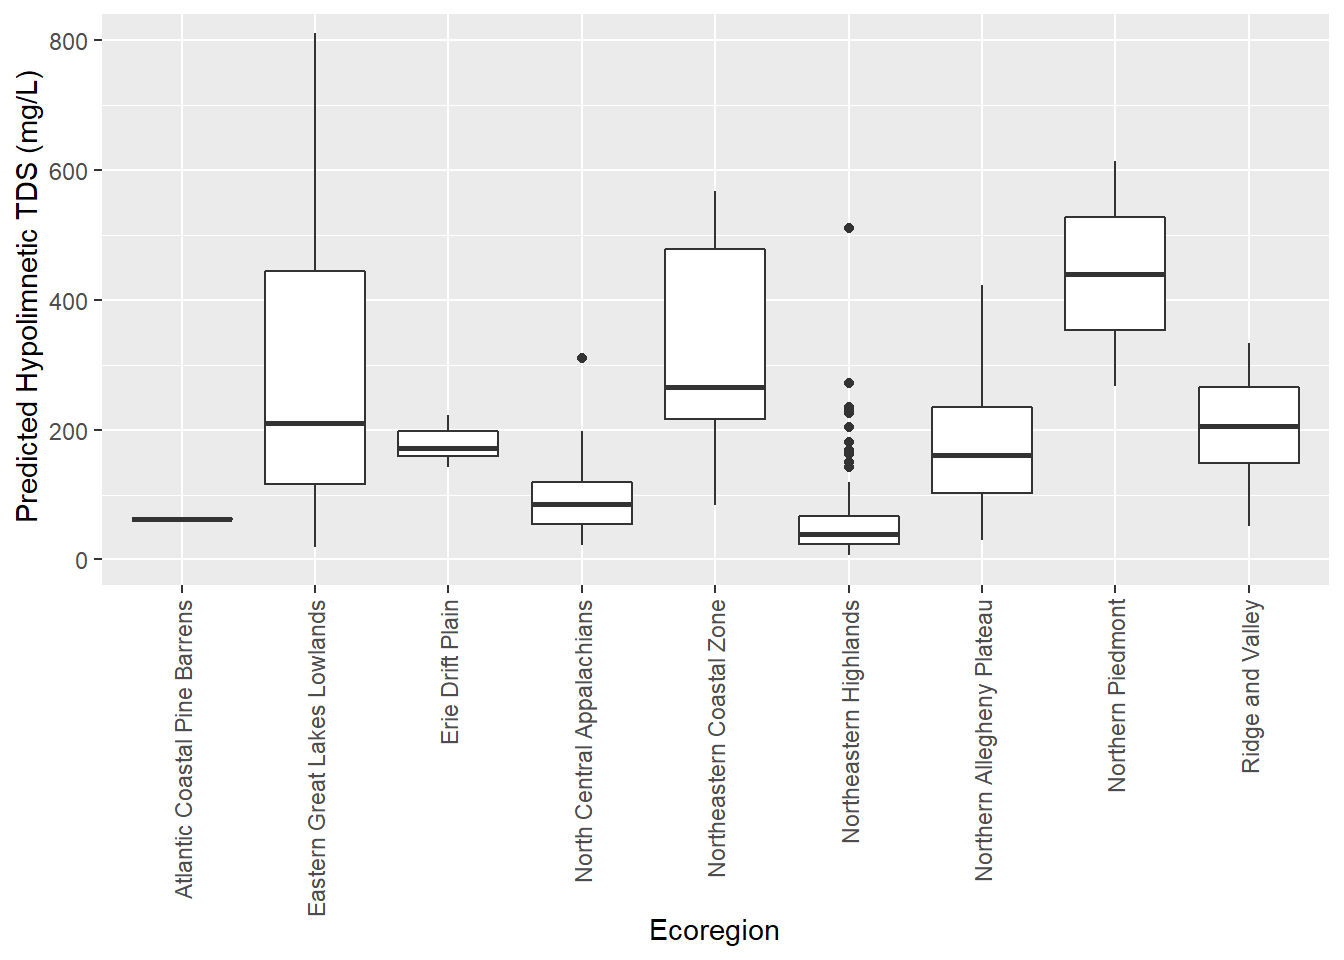 Predicted Hypolimnetic TDS (mg/L)
800
600
400
200
0
Atlantic Coastal Pine Barrens
Eastern Great Lakes Lowlands
Erie Drift Plain
North Central Appalachians
Northeastern Coastal Zone
Northeastern Highlands
Northern Allegheny Plateau
Northern Piedmont
Ridge and Valley
Ecoregion